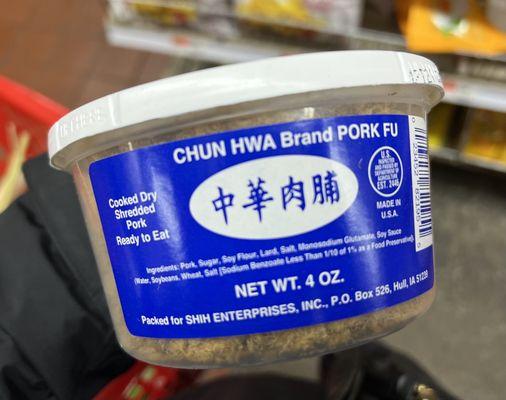 CHUN HWA Brand PORK FU
中華肉脯
Cooked Dry
Shredded
Pork
Ready to Eat
U.S.
INSPECTED
AND PASSED BY
DEPARTMENT OF
AGRICULTURE
EST. 2446
MADE IN
U.S.A.
Ingredients: Pork, Sugar, Soy Flour, Lard, Salt, Monosodium Glutamate, Soy Sauce
(Water, Soybeans, Wheat, Salt [Sodium Benzoate Less Than 1/10 of 1% as a Food Preservative]).
NET WT. 4 OZ.
Packed for SHIH ENTERPRISES, INC., P.O. Box 526, Hull, IA 51239